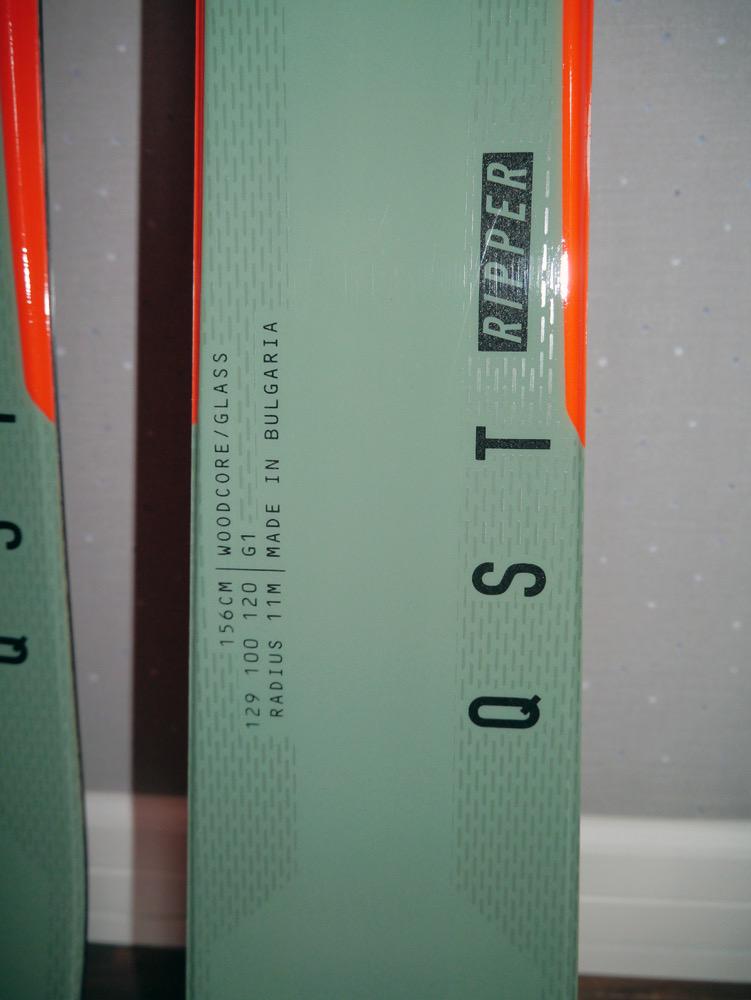 156CM | WOODCORE/GLASS
129 100 120 | G1
RADIUS 11M | MADE IN BULGARIA
QST RIPPER
Q S